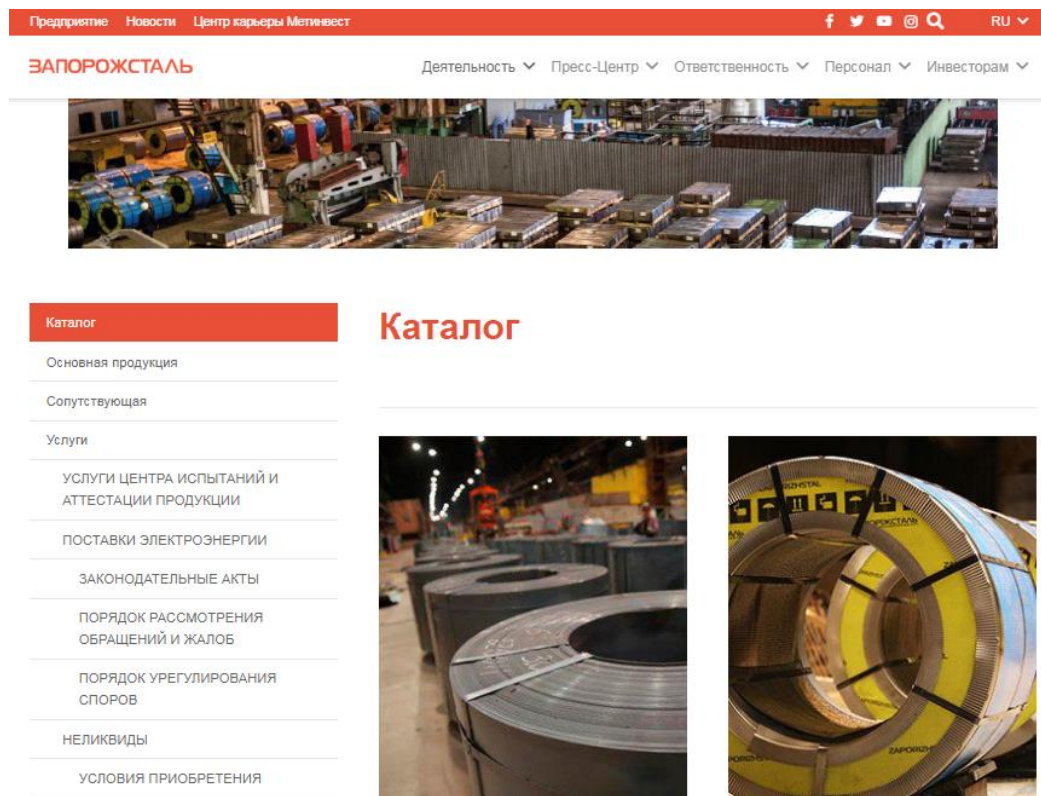 Предприятие Новости Центр карьеры Метинвест RU
ЗАПОРОЖСТАЛЬ Деятельность Пресс-Центр Ответственность Персонал Инвесторам
Каталог
Основная продукция
Сопутствующая
Услуги
УСЛУГИ ЦЕНТРА ИСПЫТАНИЙ И
АТТЕСТАЦИИ ПРОДУКЦИИ
ПОСТАВКИ ЭЛЕКТРОЭНЕРГИИ
ЗАКОНОДАТЕЛЬНЫЕ АКТЫ
ПОРЯДОК РАССМОТРЕНИЯ
ОБРАЩЕНИЙ И ЖАЛОБ
ПОРЯДОК УРЕГУЛИРОВАНИЯ
СПОРОВ
НЕЛИКВИДЫ
УСЛОВИЯ ПРИОБРЕТЕНИЯ
Каталог